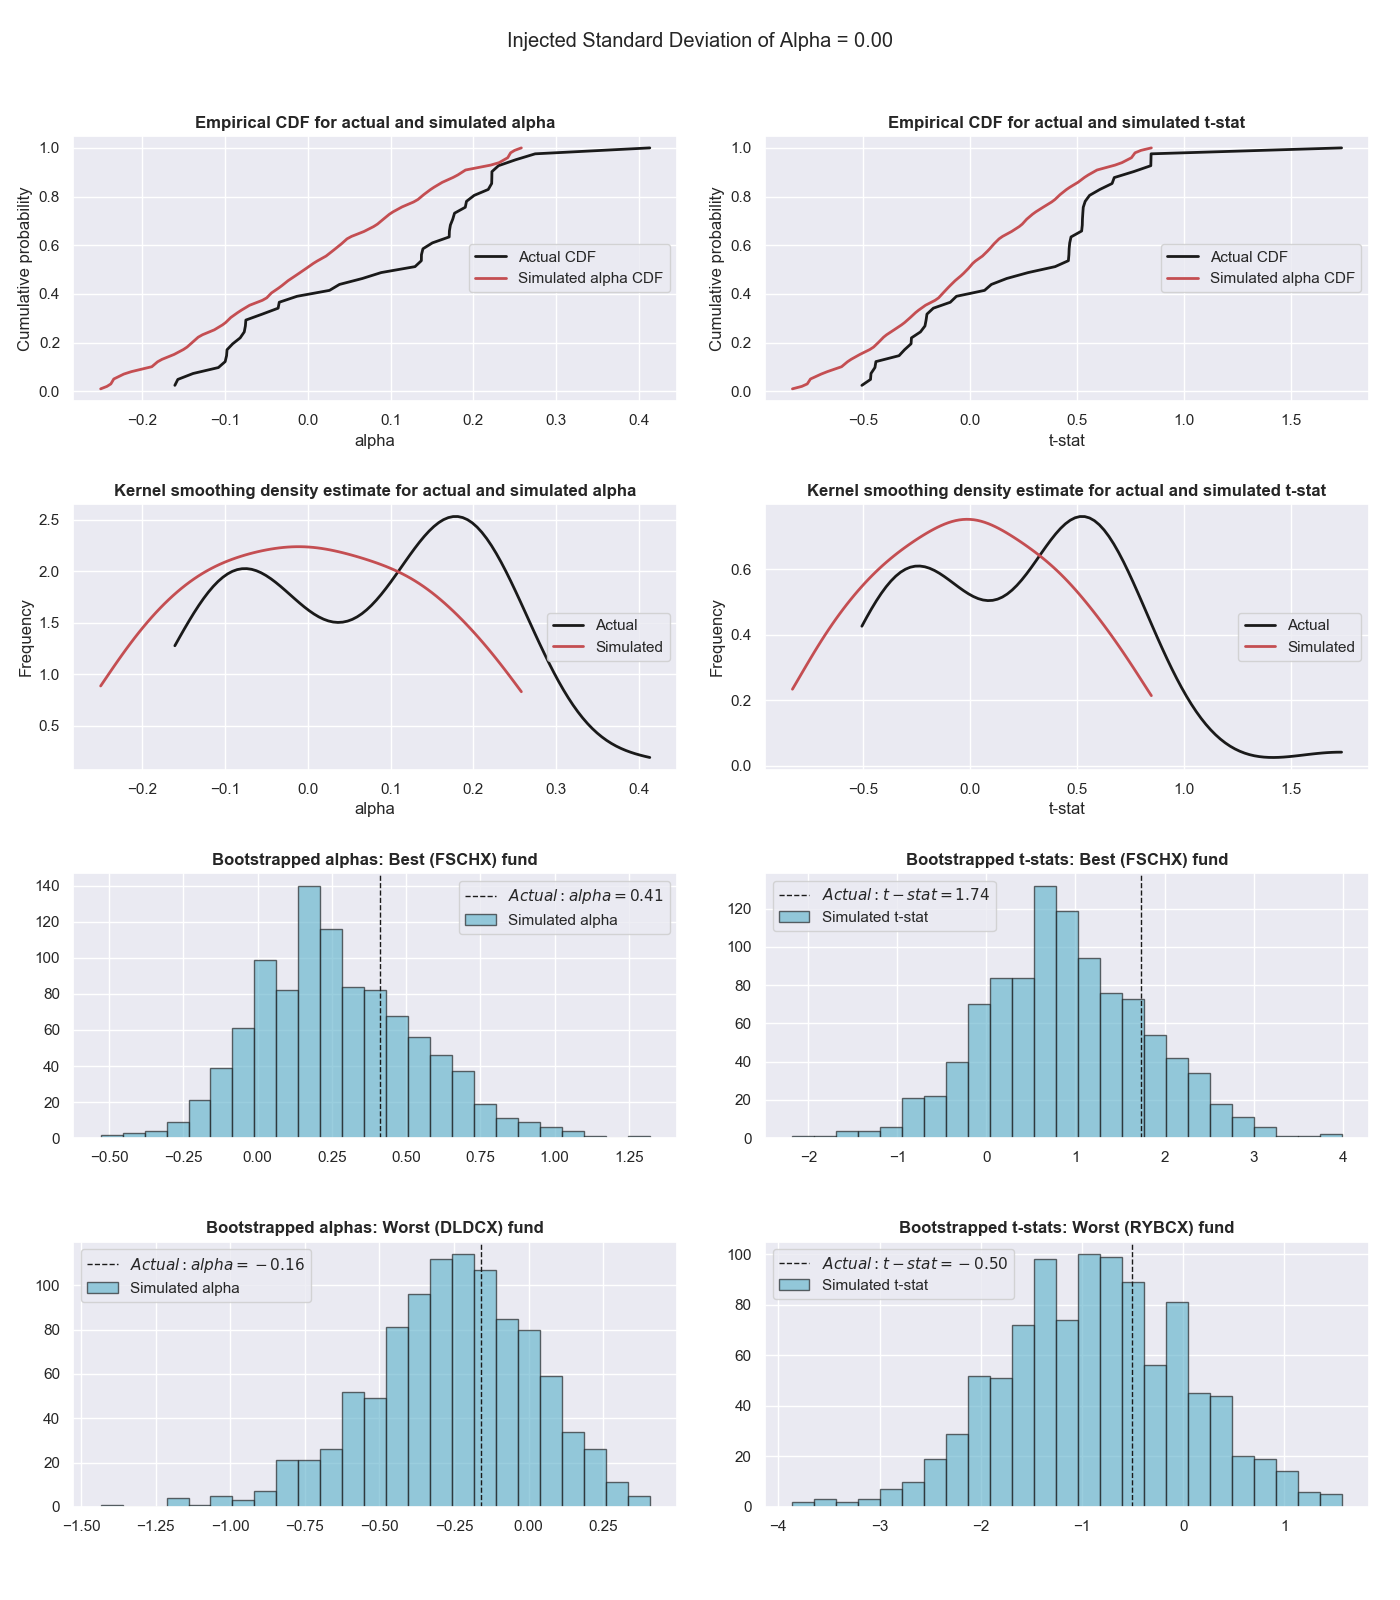 Injected Standard Deviation of Alpha = 0.00
Empirical CDF for actual and simulated alpha
Cumulative probability
1.0
0.8
0.6
0.4
0.2
0.0
Actual CDF
Simulated alpha CDF
−0.2 −0.1 0.0 0.1 0.2 0.3 0.4
alpha
Empirical CDF for actual and simulated t-stat
Cumulative probability
1.0
0.8
0.6
0.4
0.2
0.0
Actual CDF
Simulated alpha CDF
−0.5 0.0 0.5 1.0 1.5
t-stat
Kernel smoothing density estimate for actual and simulated alpha
Frequency
2.5
2.0
1.5
1.0
0.5
Actual
Simulated
−0.2 −0.1 0.0 0.1 0.2 0.3 0.4
alpha
Kernel smoothing density estimate for actual and simulated t-stat
Frequency
0.6
0.4
0.2
0.0
Actual
Simulated
−0.5 0.0 0.5 1.0 1.5
t-stat
Bootstrapped alphas: Best (FSCHX) fund
140
120
100
80
60
40
20
0
Actual : alpha = 0.41
Simulated alpha
−0.50 −0.25 0.00 0.25 0.50 0.75 1.00 1.25
Bootstrapped t-stats: Best (FSCHX) fund
120
100
80
60
40
20
0
Actual : t − stat = 1.74
Simulated t-stat
−2 −1 0 1 2 3 4
Bootstrapped alphas: Worst (DLDCX) fund
100
80
60
40
20
0
Actual : alpha = − 0.16
Simulated alpha
−1.50 −1.25 −1.00 −0.75 −0.50 −0.25 0.00 0.25
Bootstrapped t-stats: Worst (RYBCX) fund
100
80
60
40
20
0
Actual : t − stat = − 0.50
Simulated t-stat
−4 −3 −2 −1 0 1